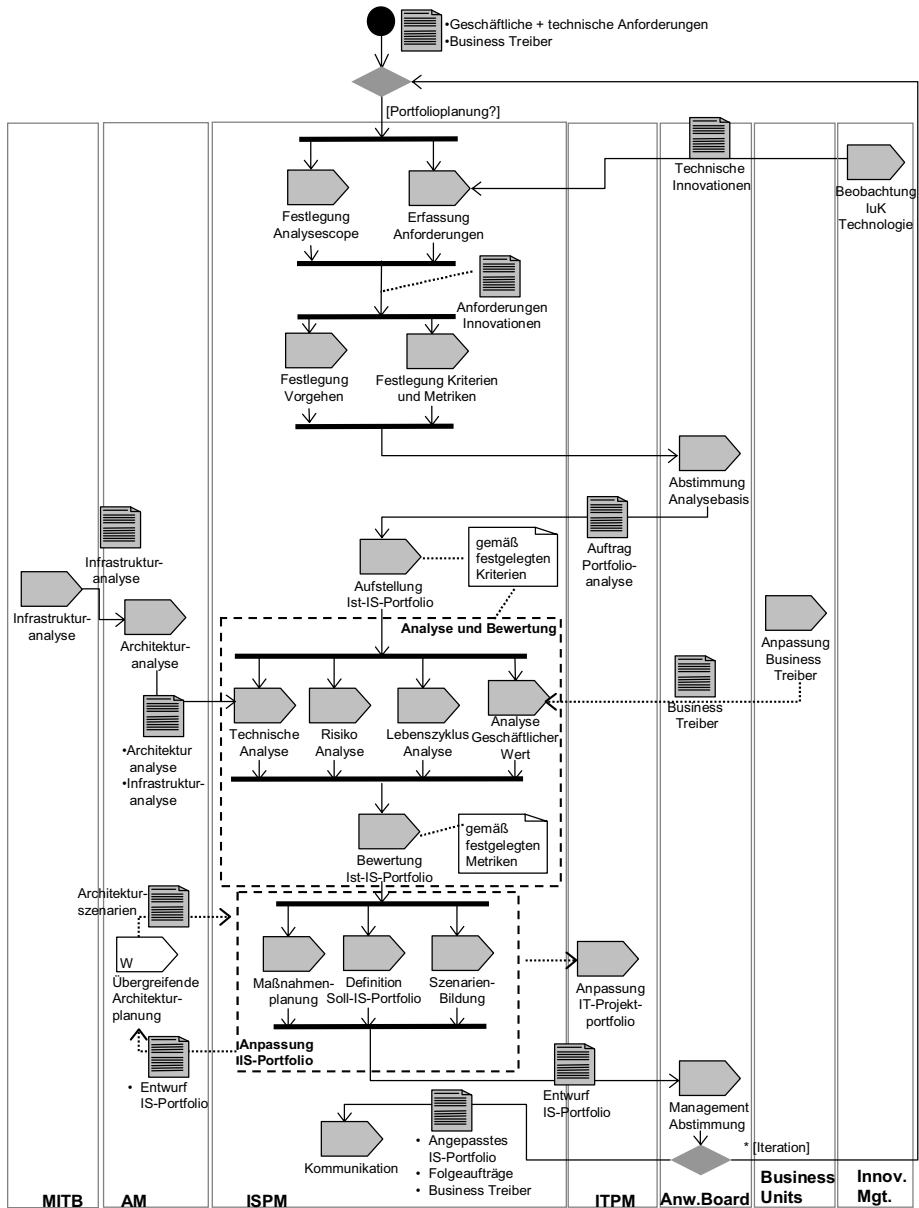 •Geschäftliche + technische Anforderungen
•Business Treiber
[Portfolioplanung?]
Technische
Innovationen
Beobachtung
IuK
Technologie
Festlegung
Analysescope
Erfassung
Anforderungen
Anforderungen
Innovationen
Festlegung
Vorgehen
Festlegung Kriterien
und Metriken
Abstimmung
Analysebasis
Auftrag
Portfolio-
analyse
gemäß
festgelegten
Kriterien
Aufstellung
Ist-IS-Portfolio
Infrastruktur-
analyse
Infrastruktur-
analyse
Architektur-
analyse
Anpassung
Business
Treiber
Analyse und Bewertung
Business
Treiber
•Architektur
analyse
•Infrastruktur-
analyse
Technische
Analyse
Risiko
Analyse
Lebenszyklus
Analyse
Analyse
Geschäftlicher
Wert
gemäß
festgelegten
Metriken
Bewertung
Ist-IS-Portfolio
Architektur-
szenarien
W
Übergreifende
Architektur-
planung
Maßnahmen-
planung
Definition
Soll-IS-Portfolio
Szenarien-
Bildung
Anpassung
IT-Projekt-
portfolio
Anpassung
IIS-Portfolio
• Entwurf
IS-Portfolio
Entwurf
IS-Portfolio
Management
Abstimmung
* [Iteration]
Kommunikation
• Angepasstes
IS-Portfolio
• Folgeaufträge
• Business Treiber
MITB
AM
ISPM
ITPM
Anw.Board
Business
Units
Innov.
Mgt.